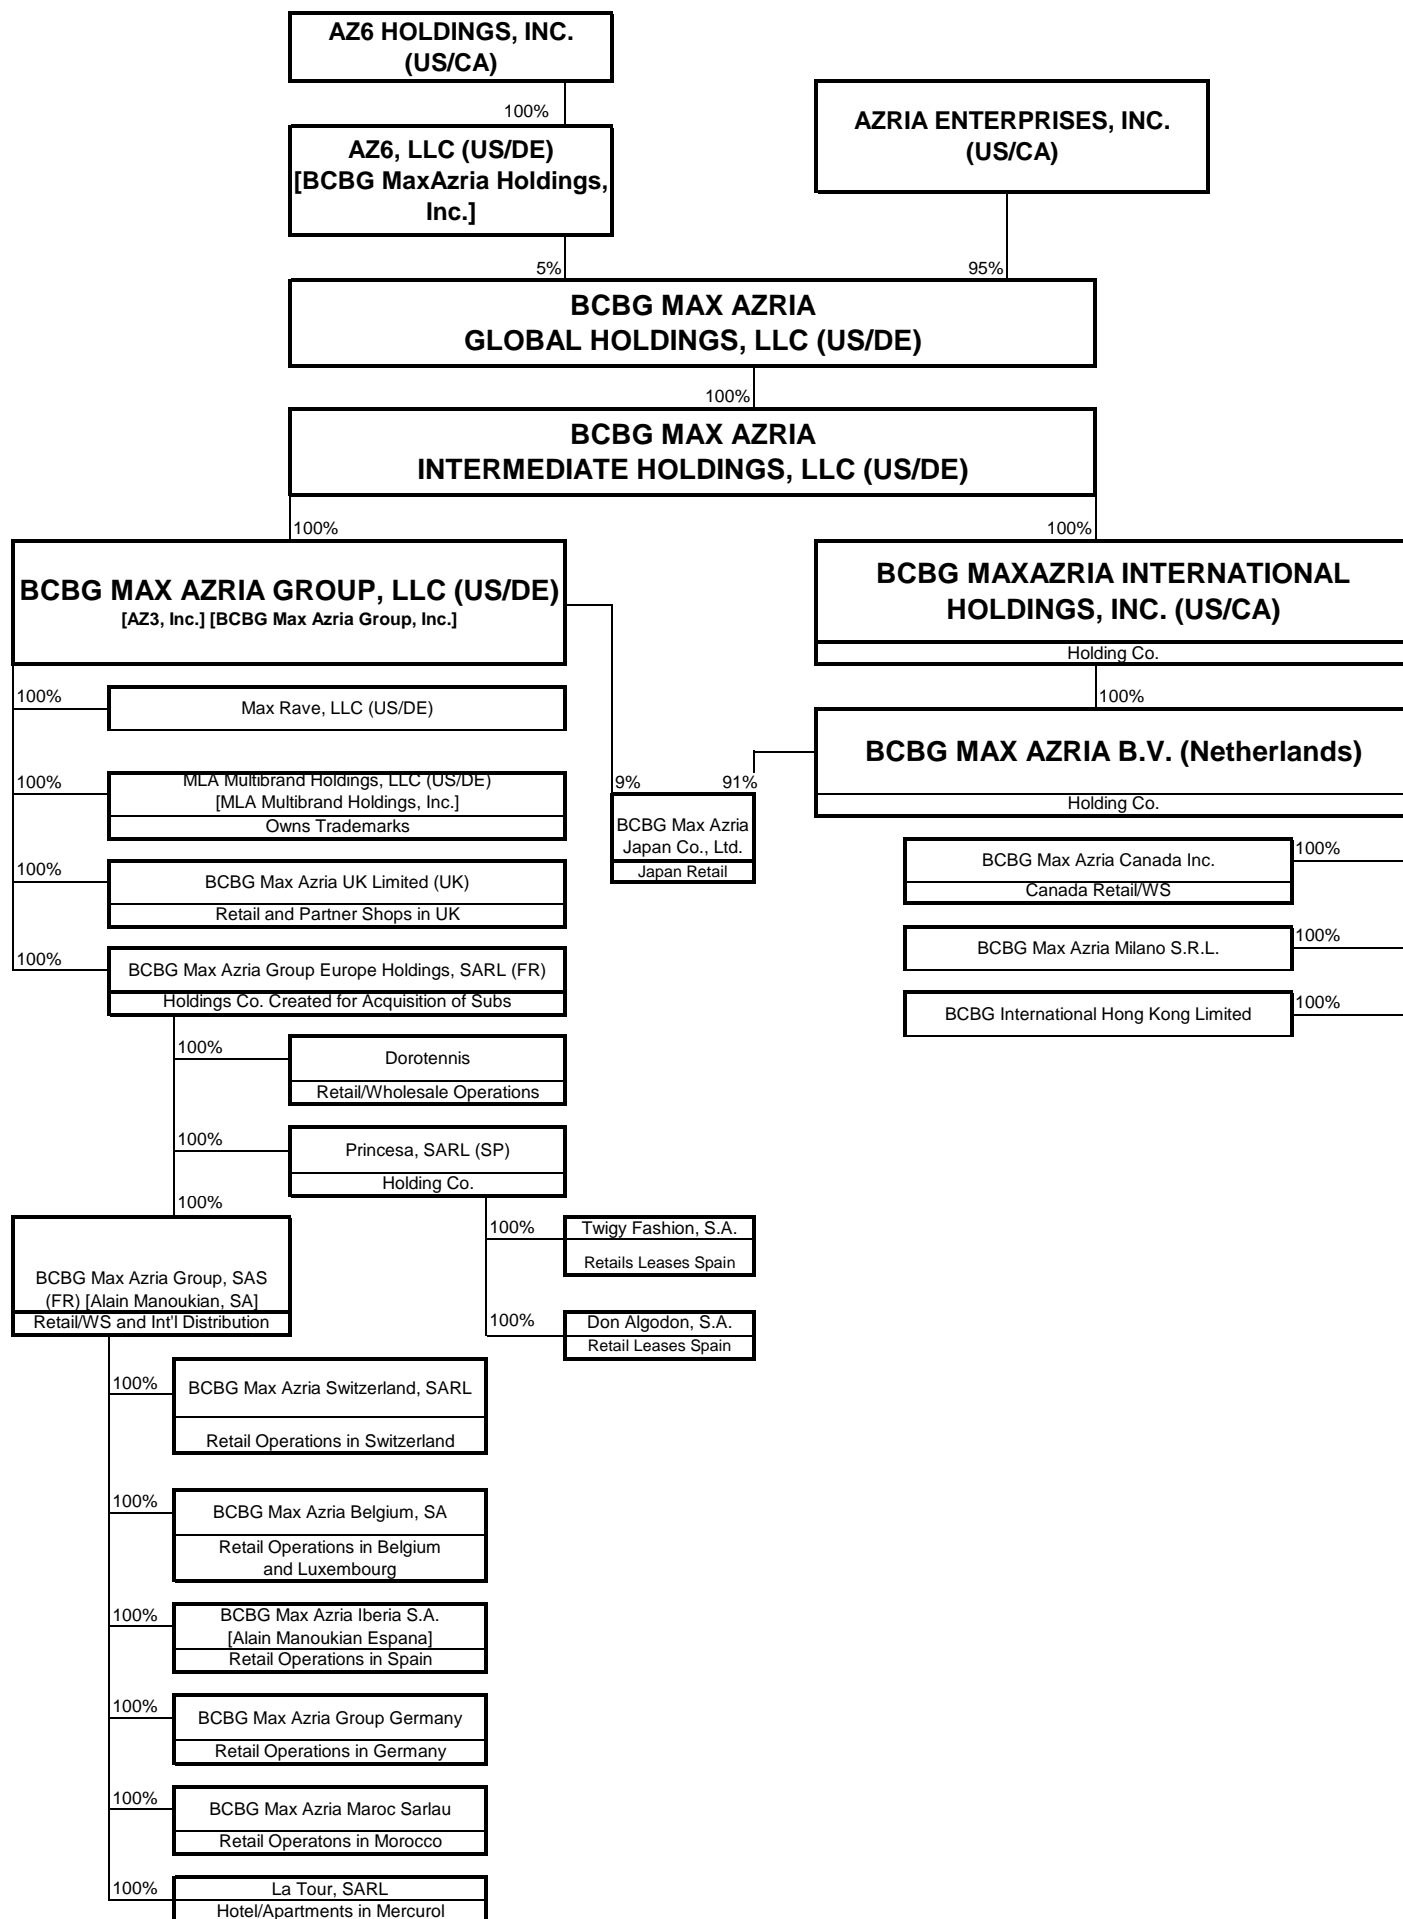 AZ6 HOLDINGS, INC.
(US/CA)
100%
AZRIA ENTERPRISES, INC.
(US/CA)
AZ6, LLC (US/DE)
[BCBG MaxAzria Holdings,
Inc.]
5%
95%
BCBG MAX AZRIA
GLOBAL HOLDINGS, LLC (US/DE)
100%
BCBG MAX AZRIA
INTERMEDIATE HOLDINGS, LLC (US/DE)
100%
100%
BCBG MAX AZRIA GROUP, LLC (US/DE)
[AZ3, Inc.] [BCBG Max Azria Group, Inc.]
BCBG MAXAZRIA INTERNATIONAL
HOLDINGS, INC. (US/CA)
Holding Co.
100%
Max Rave, LLC (US/DE)
100%
BCBG MAX AZRIA B.V. (Netherlands)
Holding Co.
100%
MLA Multibrand Holdings, LLC (US/DE)
[MLA Multibrand Holdings, Inc.]
Owns Trademarks
9%
91%
BCBG Max Azria
Japan Co., Ltd.
Japan Retail
100%
BCBG Max Azria UK Limited (UK)
Retail and Partner Shops in UK
BCBG Max Azria Canada Inc.
Canada Retail/WS
100%
100%
BCBG Max Azria Group Europe Holdings, SARL (FR)
Holdings Co. Created for Acquisition of Subs
BCBG Max Azria Milano S.R.L.
100%
BCBG International Hong Kong Limited
100%
100%
Dorotennis
Retail/Wholesale Operations
100%
Princesa, SARL (SP)
Holding Co.
100%
BCBG Max Azria Group, SAS
(FR) [Alain Manoukian, SA]
Retail/WS and Int'l Distribution
100%
Twigy Fashion, S.A.
Retails Leases Spain
100%
Don Algodon, S.A.
Retail Leases Spain
100%
BCBG Max Azria Switzerland, SARL
Retail Operations in Switzerland
100%
BCBG Max Azria Belgium, SA
Retail Operations in Belgium
and Luxembourg
100%
BCBG Max Azria Iberia S.A.
[Alain Manoukian Espana]
Retail Operations in Spain
100%
BCBG Max Azria Group Germany
Retail Operations in Germany
100%
BCBG Max Azria Maroc Sarlau
Retail Operatons in Morocco
100%
La Tour, SARL
Hotel/Apartments in Mercurol